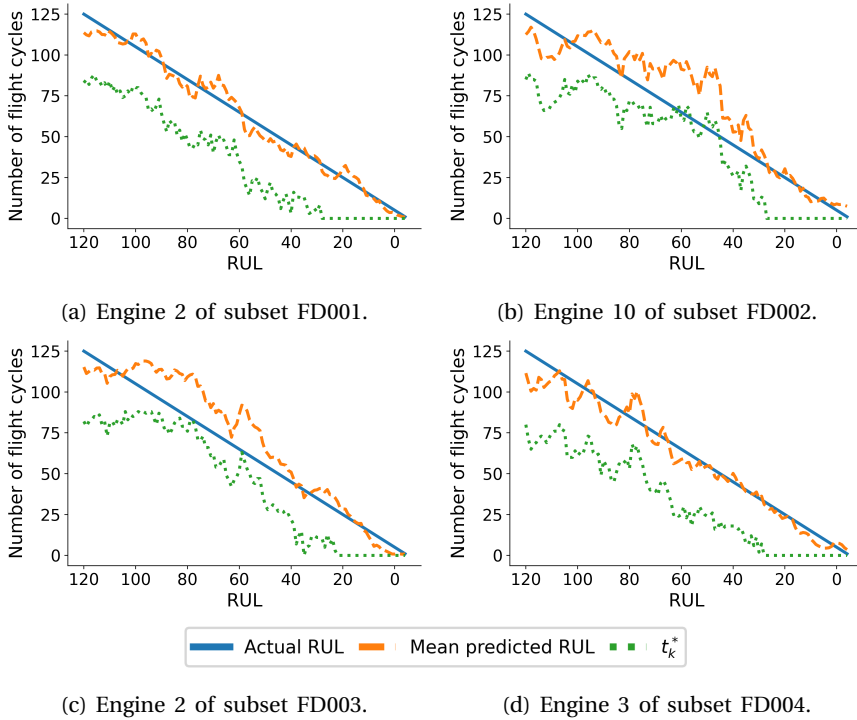 125
100
75
50
25
0
Number of flight cycles
120 100 80 60 40 20 0
RUL
125
100
75
50
25
0
Number of flight cycles
120 100 80 60 40 20 0
RUL
(a) Engine 2 of subset FD001.
(b) Engine 10 of subset FD002.
125
100
75
50
25
0
Number of flight cycles
120 100 80 60 40 20 0
RUL
125
100
75
50
25
0
Number of flight cycles
120 100 80 60 40 20 0
RUL
Actual RUL Mean predicted RUL t_k^*
(c) Engine 2 of subset FD003.
(d) Engine 3 of subset FD004.